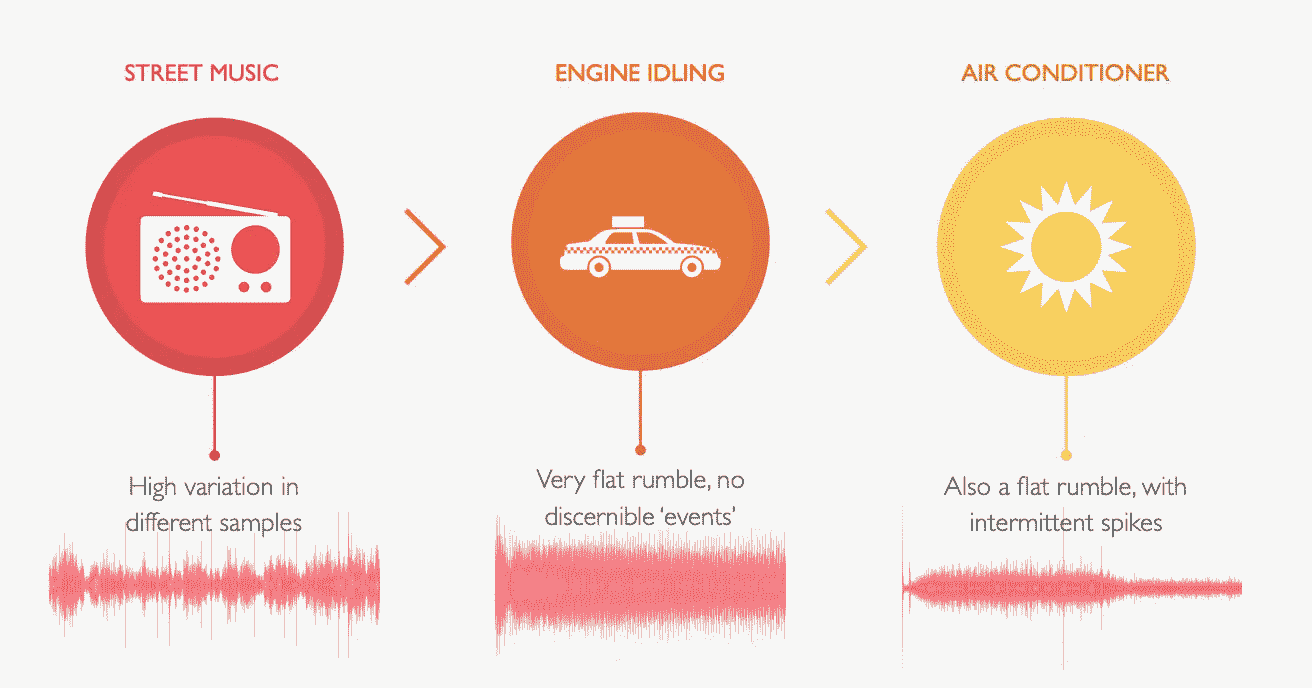 STREET MUSIC
ENGINE IDLING
AIR CONDITIONER
High variation in
different samples
Very flat rumble, no
discernible ‘events’
Also a flat rumble, with
intermittent spikes